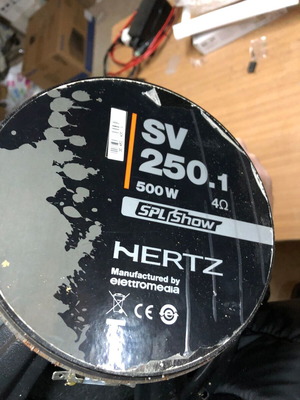 SV
250.1
500 W
4Ω
SPL Show
HERTZ
Manufactured by
elettromedia
CE